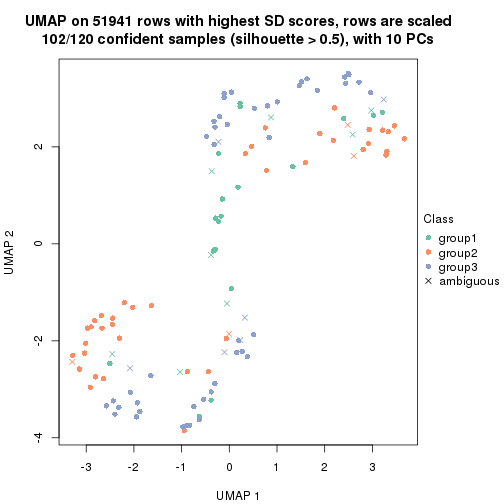 UMAP on 51941 rows with highest SD scores, rows are scaled
102/120 confident samples (silhouette > 0.5), with 10 PCs
2
0
-2
-4
UMAP 2
-3 -2 -1 0 1 2 3
UMAP 1
Class
group1
group2
group3
ambiguous